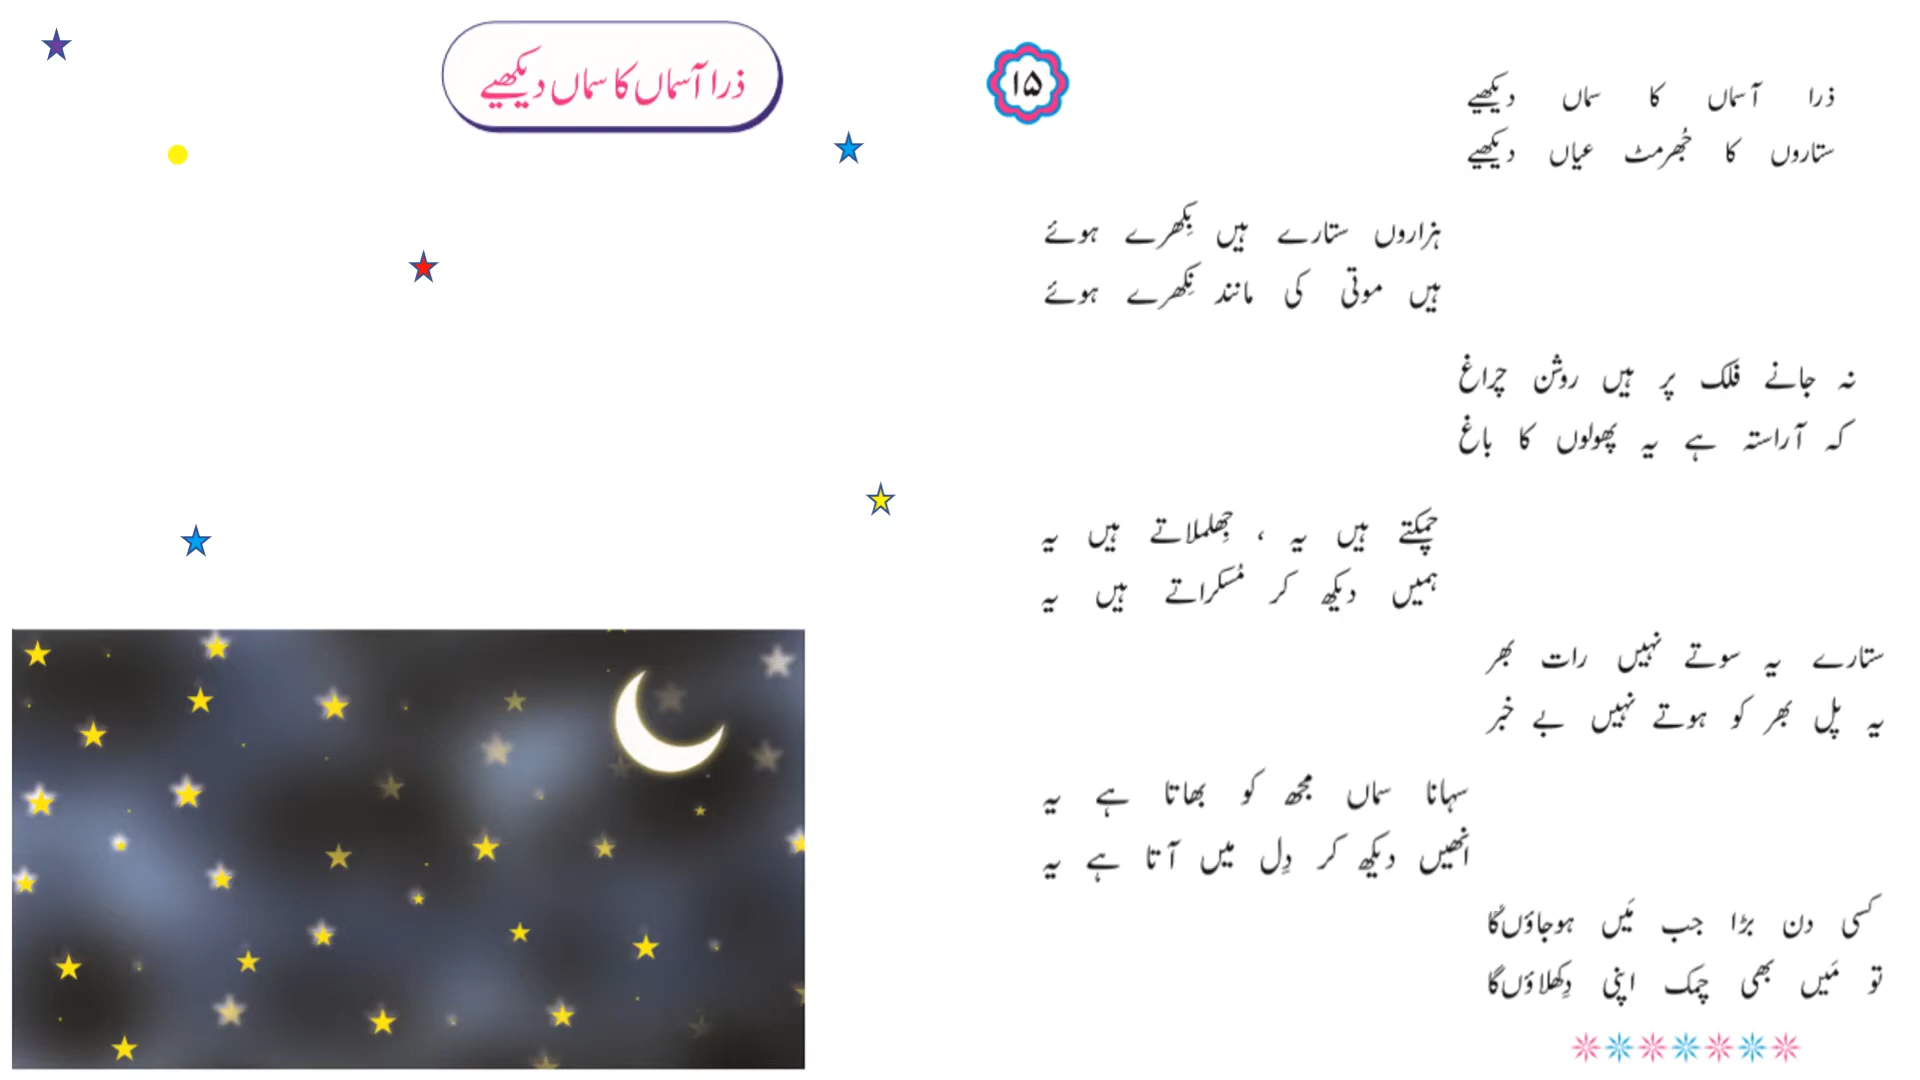 ذرا آسماں کا سماں دیکھیے
۱۵
ذرا آسماں کا سماں دیکھیے
ستاروں کا جُھرمٹ عیاں دیکھیے
ہزاروں ستارے ہیں بِکھرے ہوئے
ہیں موتی کی مانند نِکھرے ہوئے
نہ جانے فلک پر ہیں روشن چراغ
کہ آراستہ ہے یہ پھولوں کا باغ
چمکتے ہیں یہ ، جِھلملاتے ہیں یہ
ہمیں دیکھ کر مُسکراتے ہیں یہ
ستارے یہ سوتے نہیں رات بھر
یہ پل بھر کو ہوتے نہیں بے خبر
سہانا سماں مجھ کو بھاتا ہے یہ
انھیں دیکھ کر دِل میں آتا ہے یہ
کسی دن بڑا جب مَیں ہوجاؤں گا
تو مَیں بھی چمک اپنی دِکھلاؤں گا